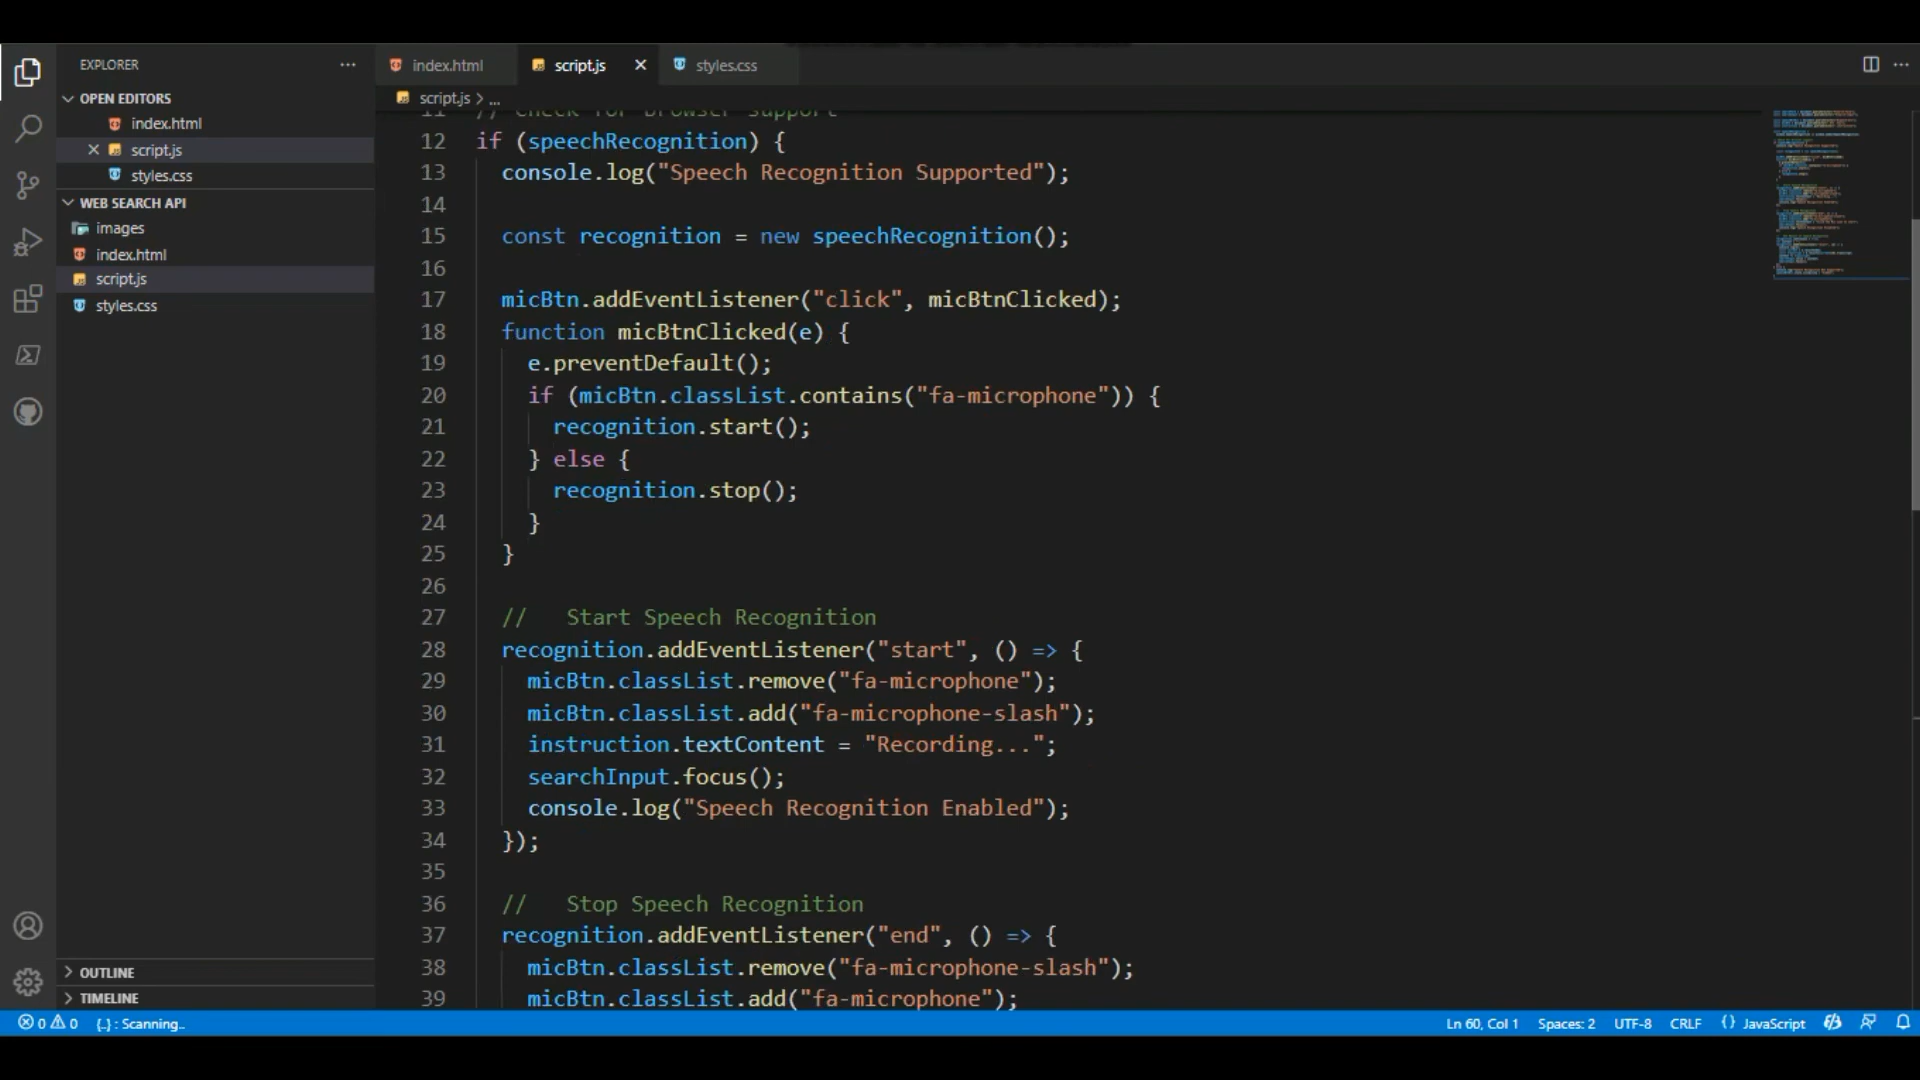 EXPLORER
OPEN EDITORS
index.html
script.js
styles.css
WEB SEARCH API
images
index.html
script.js
styles.css
OUTLINE
TIMELINE
index.html
script.js
styles.css
script.js > ...
11 // Check for browser support
12 if (speechRecognition) {
13 console.log("Speech Recognition Supported");
14
15 const recognition = new speechRecognition();
16
17 micBtn.addEventListener("click", micBtnClicked);
18 function micBtnClicked(e) {
19 e.preventDefault();
20 if (micBtn.classList.contains("fa-microphone")) {
21 recognition.start();
22 } else {
23 recognition.stop();
24 }
25 }
26
27 // Start Speech Recognition
28 recognition.addEventListener("start", () => {
29 micBtn.classList.remove("fa-microphone");
30 micBtn.classList.add("fa-microphone-slash");
31 instruction.textContent = "Recording...";
32 searchInput.focus();
33 console.log("Speech Recognition Enabled");
34 });
35
36 // Stop Speech Recognition
37 recognition.addEventListener("end", () => {
38 micBtn.classList.remove("fa-microphone-slash");
39 micBtn.classList.add("fa-microphone");
0 0 {..} : Scanning..
Ln 60, Col 1 Spaces: 2 UTF-8 CRLF {} JavaScript